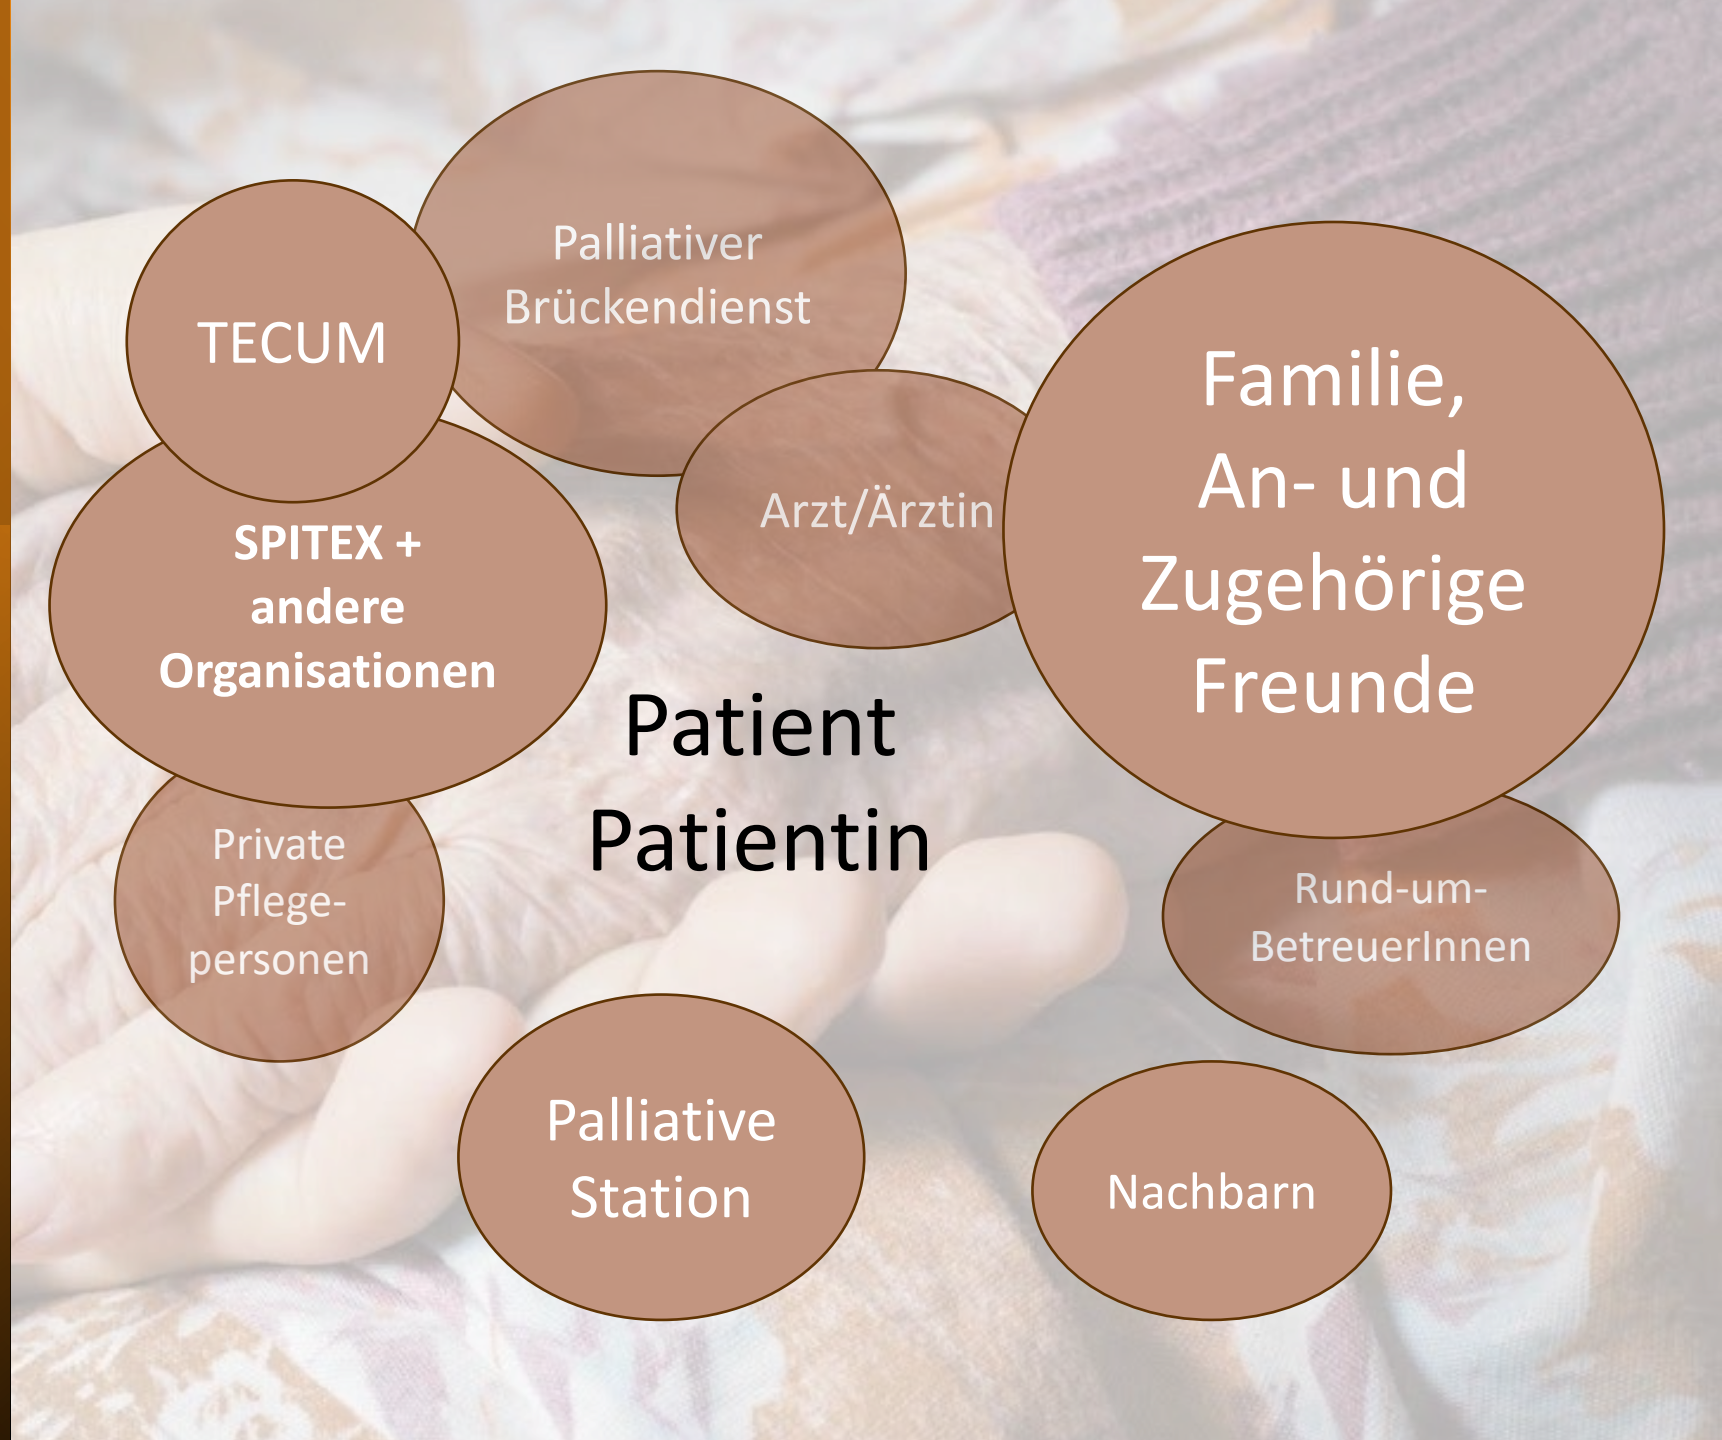 Palliativer
Brückendienst
TECUM
Familie,
An- und
Zugehörige
Freunde
Arzt/Ärztin
SPITEX +
andere
Organisationen
Patient
Patientin
Private
Pflege-
personen
Rund-um-
BetreuerInnen
Palliative
Station
Nachbarn